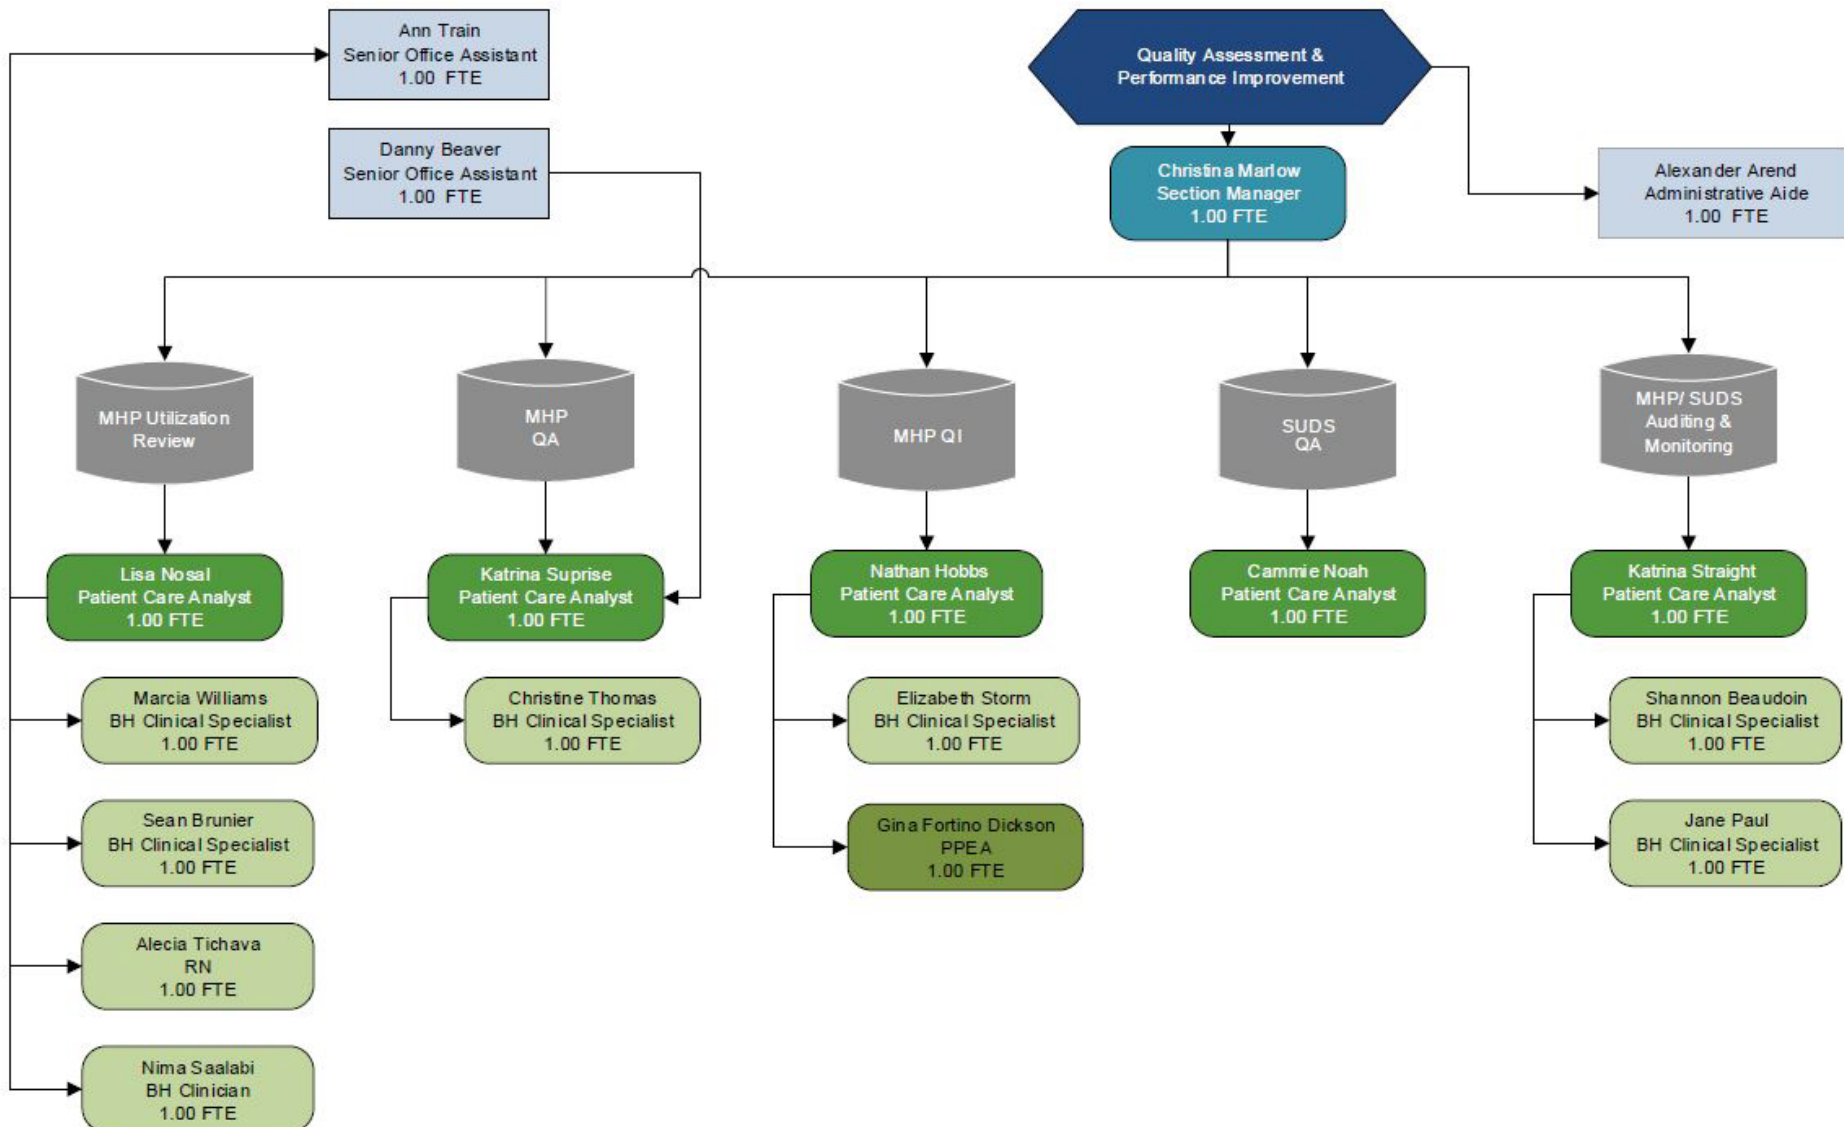 Ann Train
Senior Office Assistant
1.00 FTE
Quality Assessment &
Performance Improvement
Danny Beaver
Senior Office Assistant
1.00 FTE
Christina Marlow
Section Manager
1.00 FTE
Alexander Arend
Administrative Aide
1.00 FTE
MHP Utilization
Review
MHP
QA
MHP QI
SUDS
QA
MHP/ SUDS
Auditing &
Monitoring
Lisa Nosal
Patient Care Analyst
1.00 FTE
Katrina Suprise
Patient Care Analyst
1.00 FTE
Nathan Hobbs
Patient Care Analyst
1.00 FTE
Cammie Noah
Patient Care Analyst
1.00 FTE
Katrina Straight
Patient Care Analyst
1.00 FTE
Marcia Williams
BH Clinical Specialist
1.00 FTE
Christine Thomas
BH Clinical Specialist
1.00 FTE
Elizabeth Storm
BH Clinical Specialist
1.00 FTE
Shannon Beaudoin
BH Clinical Specialist
1.00 FTE
Sean Brunier
BH Clinical Specialist
1.00 FTE
Gina Fortino Dickson
PPEA
1.00 FTE
Jane Paul
BH Clinical Specialist
1.00 FTE
Alecia Tichava
RN
1.00 FTE
Nima Saalabi
BH Clinician
1.00 FTE